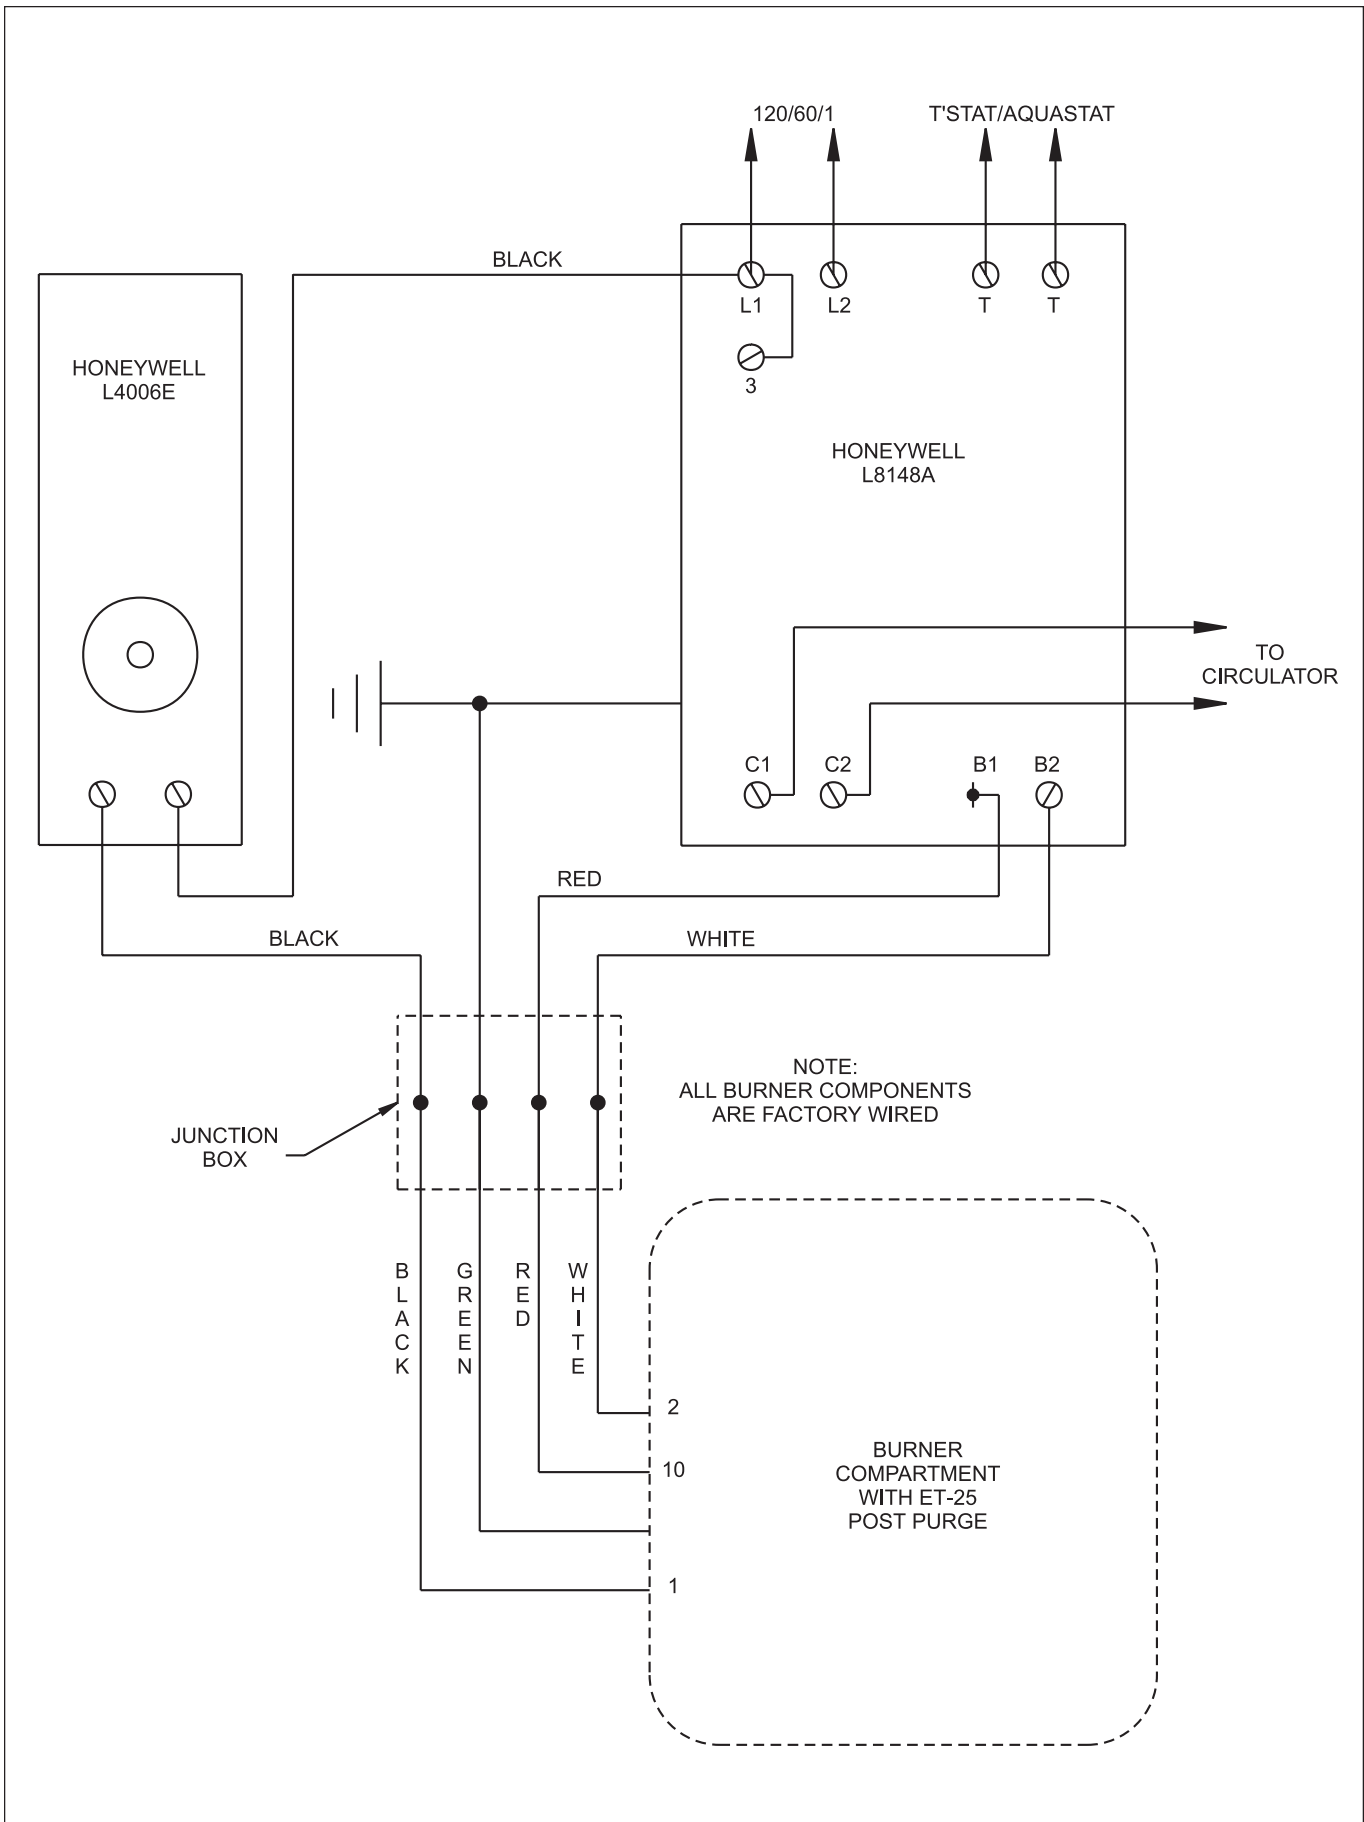 120/60/1
T'STAT/AQUASTAT
BLACK
L1
L2
T
T
3
HONEYWELL
L4006E
HONEYWELL
L8148A
TO
CIRCULATOR
C1
C2
B1
B2
RED
BLACK
WHITE
NOTE:
ALL BURNER COMPONENTS
ARE FACTORY WIRED
JUNCTION
BOX
BLACK
GREEN
RED
WHITE
2
10
1
BURNER
COMPARTMENT
WITH ET-25
POST PURGE